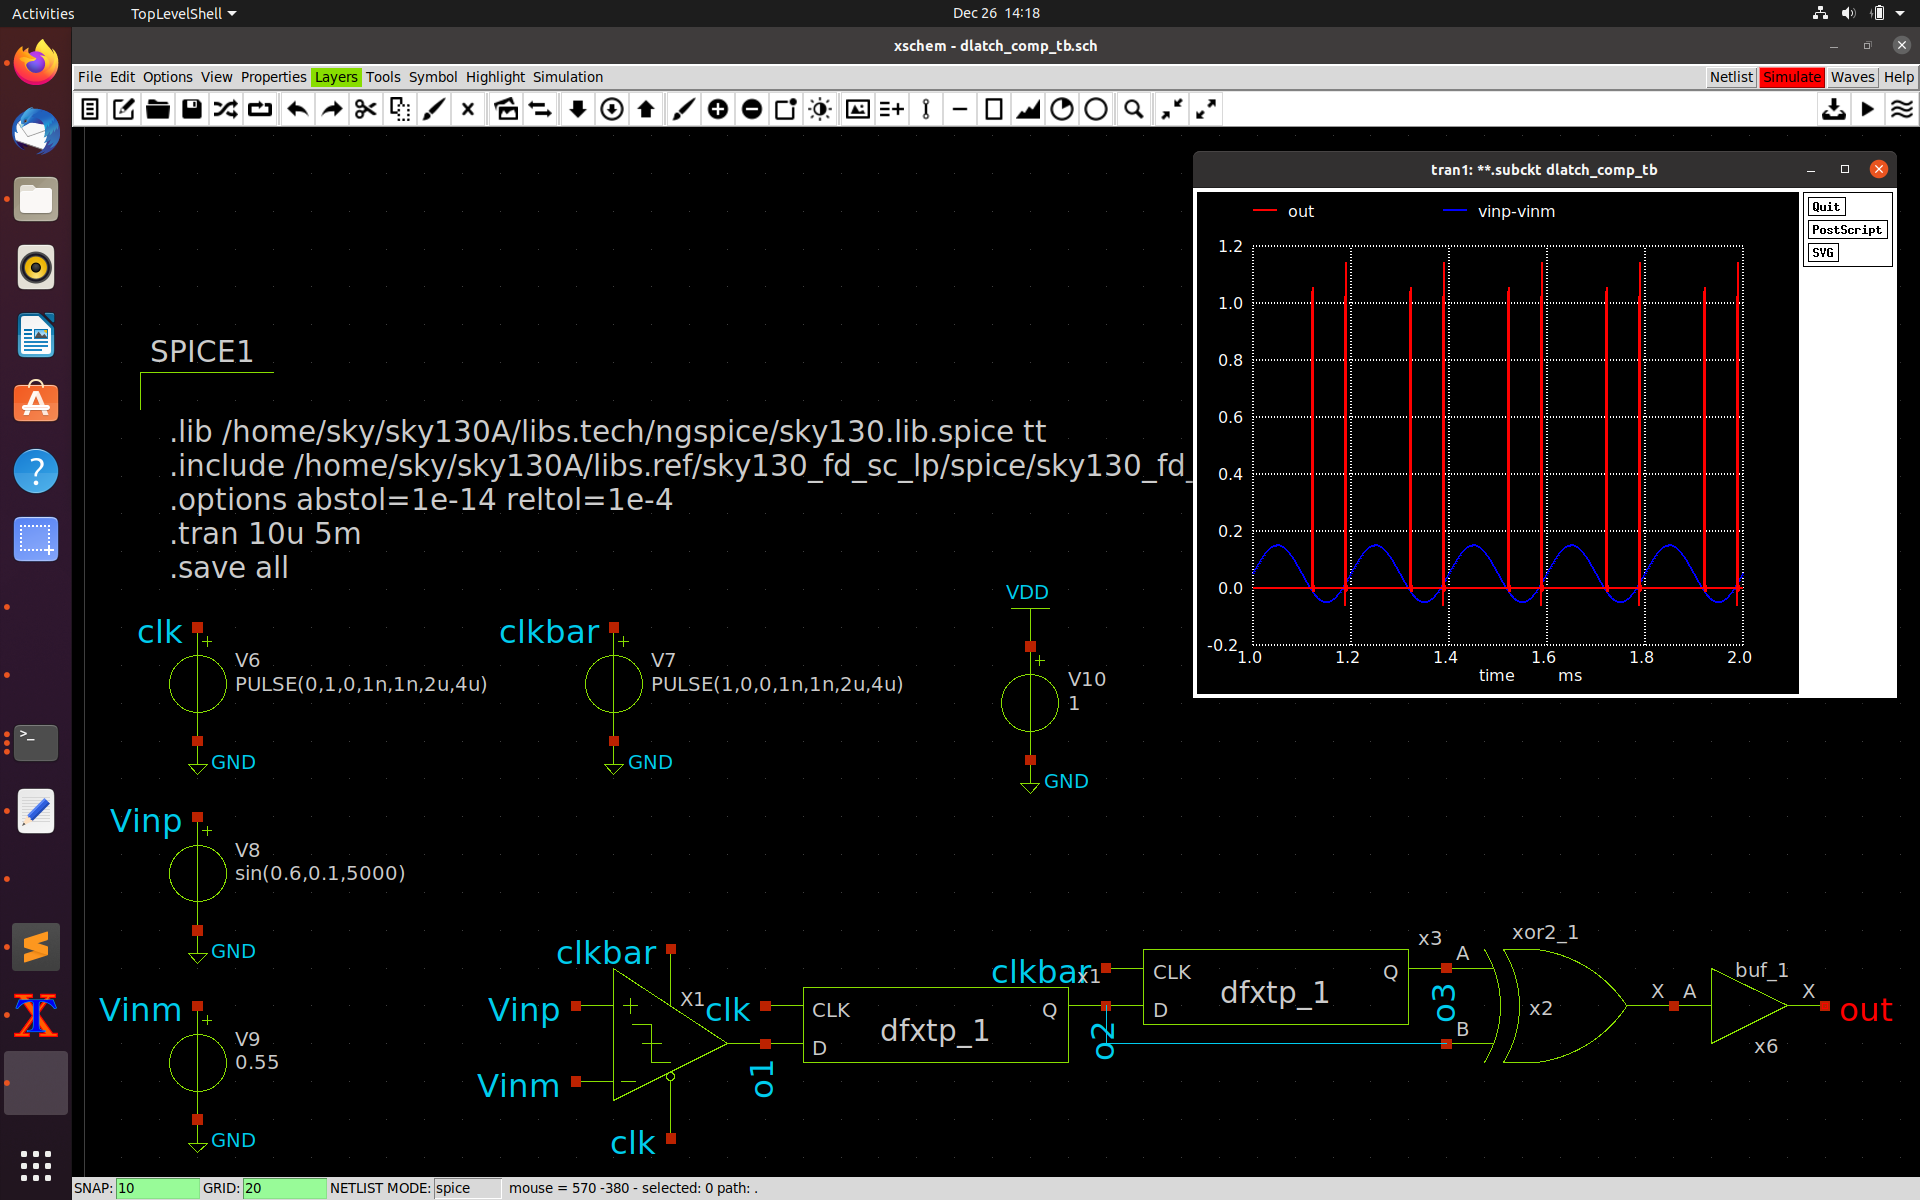 Activities
TopLevelShell
Dec 26 14:18
xschem - dlatch_comp_tb.sch
File Edit Options View Properties Layers Tools Symbol Highlight Simulation
Netlist Simulate Waves Help
tran1: **.subckt dlatch_comp_tb
out
vinp-vinm
Quit
PostScript
SVG
1.2
1.0
0.8
0.6
0.4
0.2
0.0
-0.2
1.0 1.2 1.4 1.6 1.8 2.0
time ms
SPICE1
.lib /home/sky/sky130A/libs.tech/ngspice/sky130.lib.spice tt
.include /home/sky/sky130A/libs.ref/sky130_fd_sc_lp/spice/sky130_fd_
.options abstol=1e-14 reltol=1e-4
.tran 10u 5m
.save all
clk
V6
PULSE(0,1,0,1n,1n,2u,4u)
GND
clkbar
V7
PULSE(1,0,0,1n,1n,2u,4u)
GND
VDD
V10
1
GND
Vinp
V8
sin(0.6,0.1,5000)
GND
Vinm
V9
0.55
GND
clkbar
Vinp
Vinm
X1
clk
o1
clk
CLK
D
Q
dfxtp_1
x1
clkbar
o2
CLK
D
Q
dfxtp_1
x3
o3
A
B
xor2_1
x2
X
A
buf_1
X
x6
out
SNAP: 10 GRID: 20 NETLIST MODE: spice mouse = 570 -380 - selected: 0 path: .